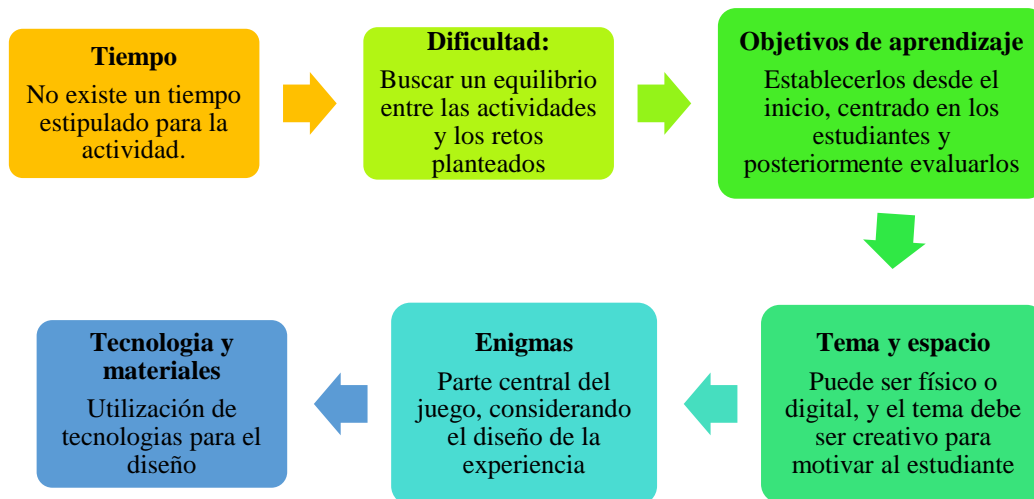 Tiempo
No existe un tiempo
estipulado para la
actividad.
Dificultad:
Buscar un equilibrio
entre las actividades
y los retos
planteados
Objetivos de aprendizaje
Establecerlos desde el
inicio, centrado en los
estudiantes y
posteriormente evaluarlos
Tema y espacio
Puede ser físico o
digital, y el tema debe
ser creativo para
motivar al estudiante
Enigmas
Parte central del
juego, considerando
el diseño de la
experiencia
Tecnologia y
materiales
Utilización de
tecnologias para el
diseño